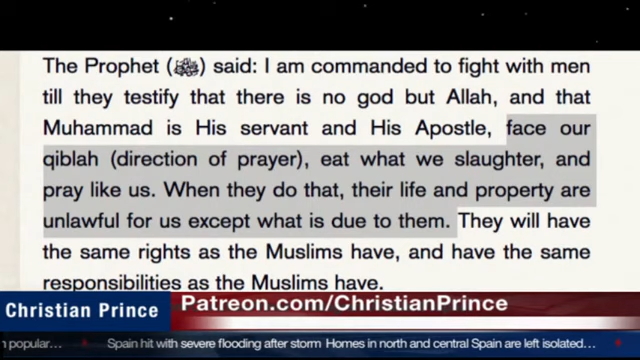 The Prophet (ﷺ) said: I am commanded to fight with men
till they testify that there is no god but Allah, and that
Muhammad is His servant and His Apostle, face our
qiblah (direction of prayer), eat what we slaughter, and
pray like us. When they do that, their life and property are
unlawful for us except what is due to them. They will have
the same rights as the Muslims have, and have the same
responsibilities as the Muslims have.
Christian Prince
Patreon.com/ChristianPrince
n popular... Spain hit with severe flooding after storm Homes in north and central Spain are left isolated...